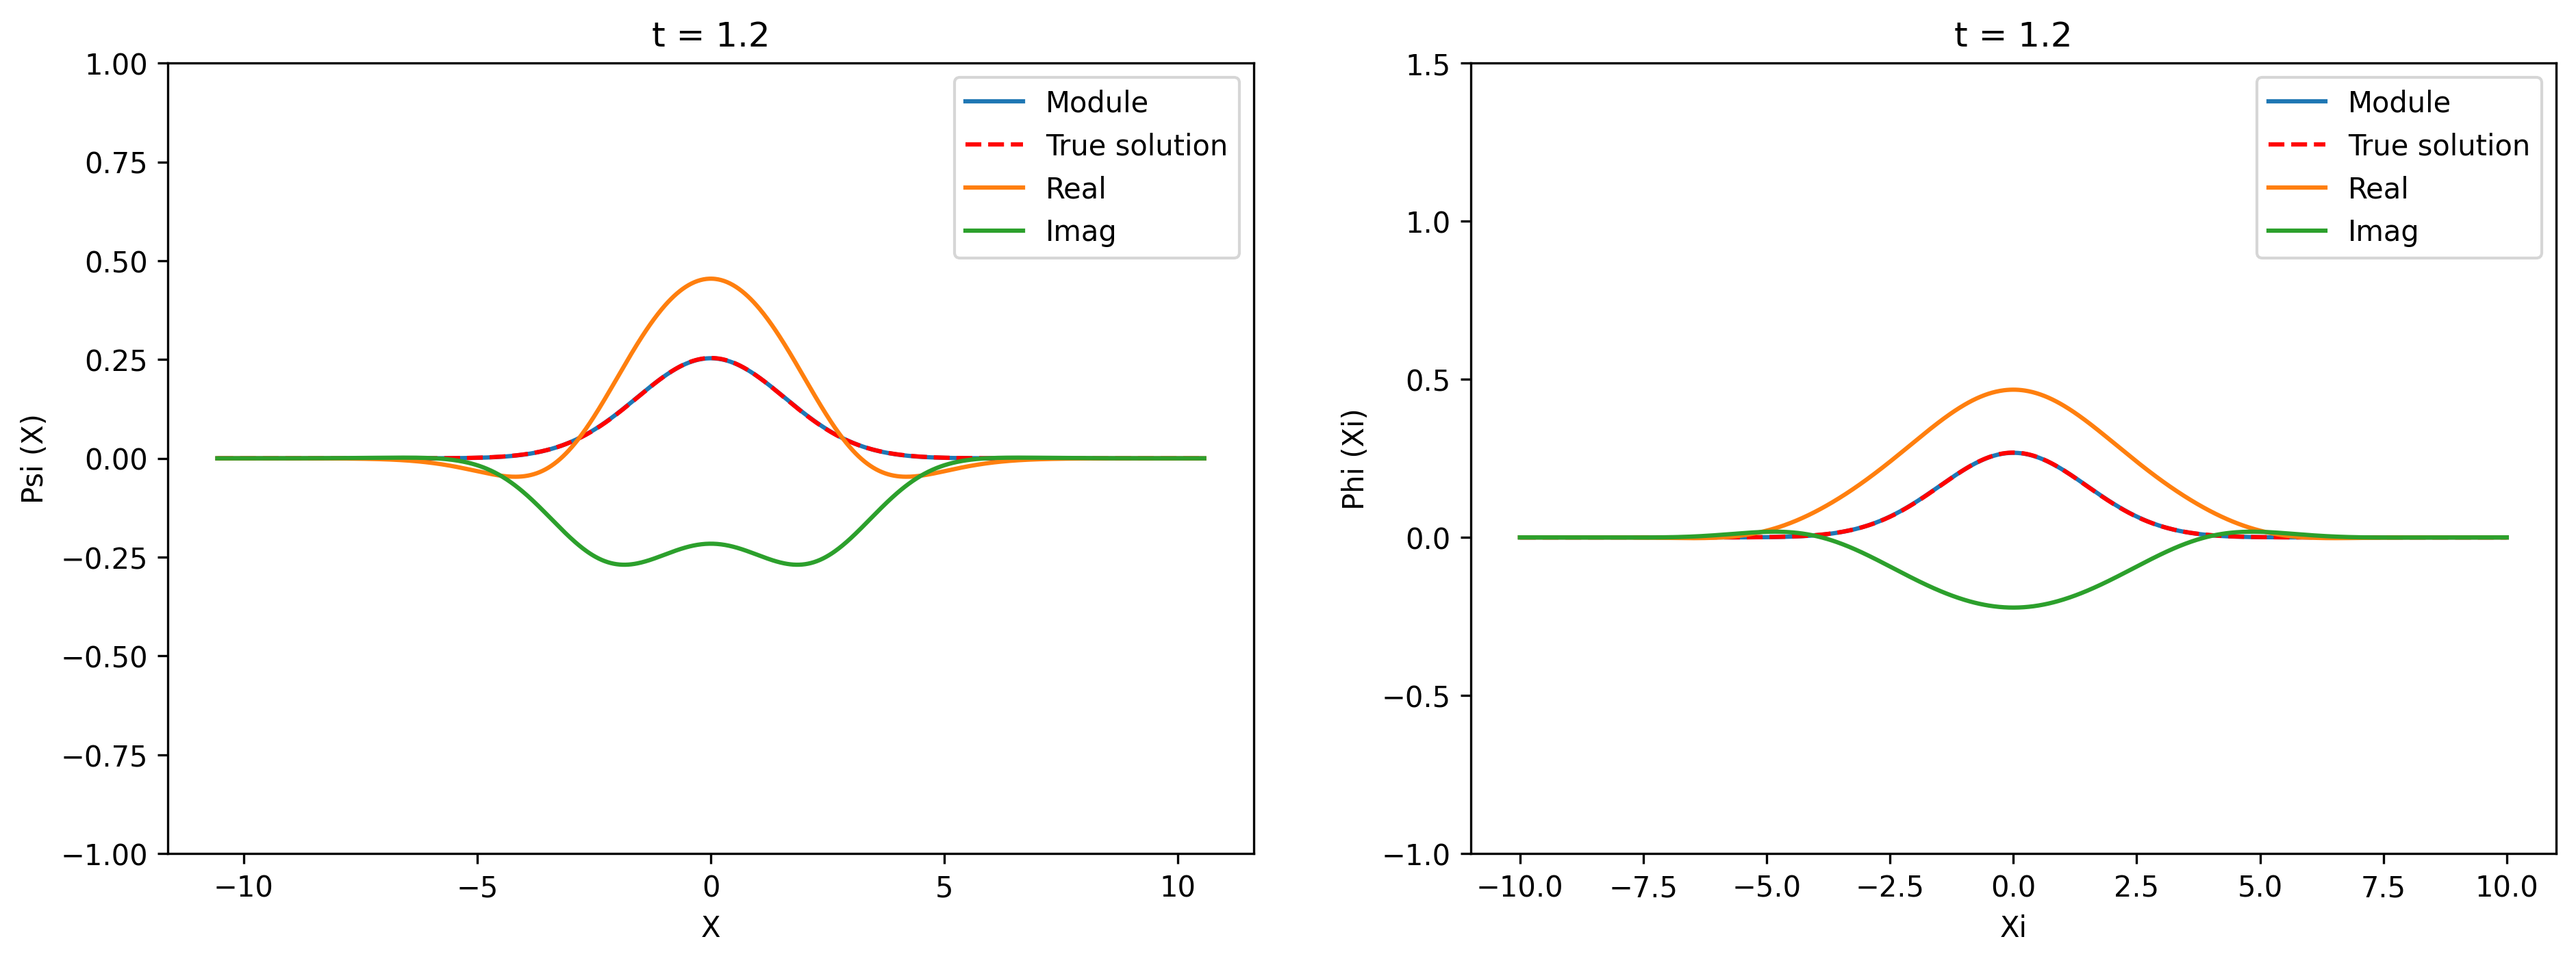 t = 1.2
1.00
0.75
0.50
0.25
0.00
−0.25
−0.50
−0.75
−1.00
Psi (X)
−10
−5
0
5
10
X
Module
True solution
Real
Imag
t = 1.2
1.5
1.0
0.5
0.0
−0.5
−1.0
Phi (Xi)
−10.0
−7.5
−5.0
−2.5
0.0
2.5
5.0
7.5
10.0
Xi
Module
True solution
Real
Imag